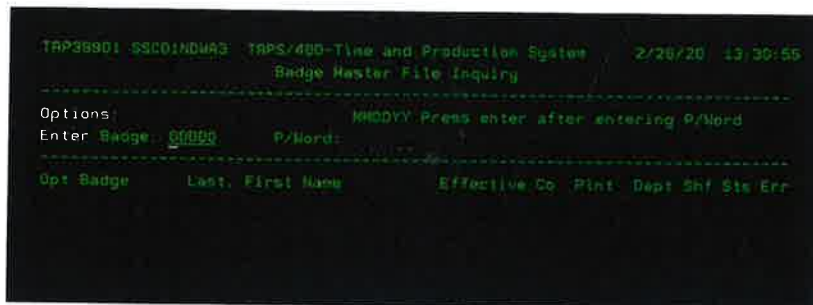 TAP39901 SSCO1NDWA3 TAPS/400-Time and Production System 2/28/20 13:30:55
Badge Master File Inquiry
Options: MMDDYY Press enter after entering P/Word
Enter Badge: 00000 P/Word:
Opt Badge Last, First Name Effective Co Plnt Dept Shf Sts Err